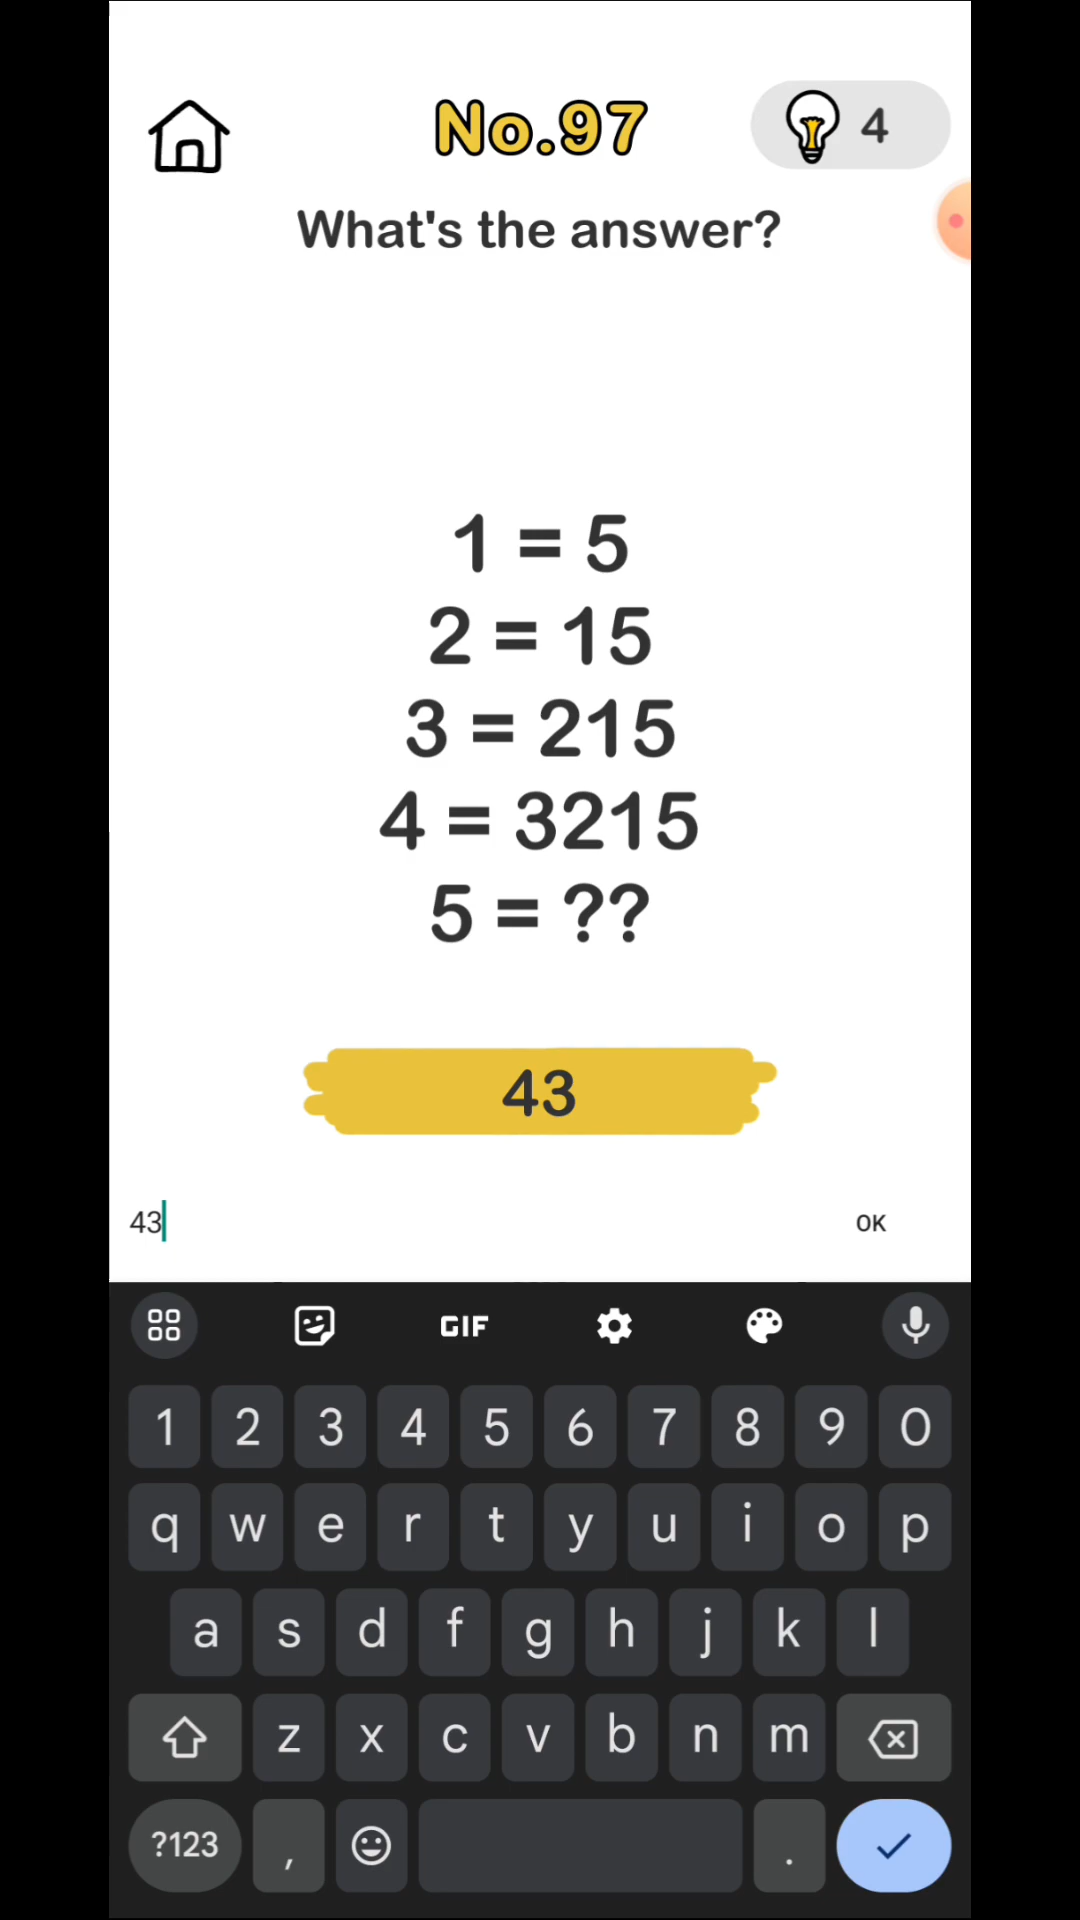 No.97
4
What's the answer?
1 = 5
2 = 15
3 = 215
4 = 3215
5 = ??
43
43 OK
GIF
1 2 3 4 5 6 7 8 9 0
q w e r t y u i o p
a s d f g h j k l
z x c v b n m
?123 , .